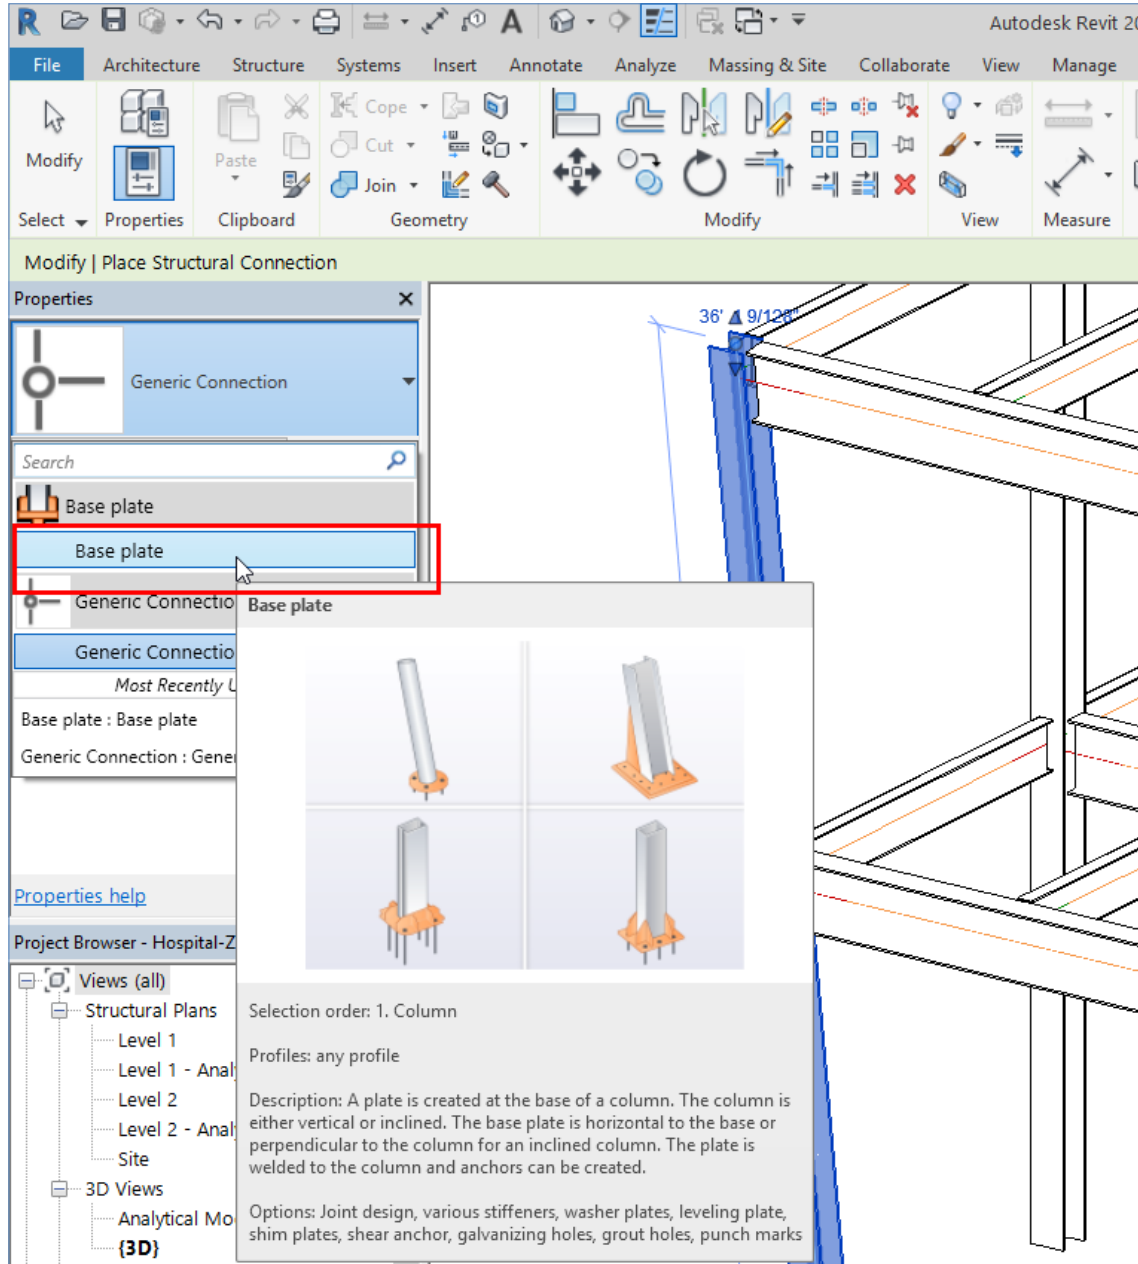 Autodesk Revit 20
File Architecture Structure Systems Insert Annotate Analyze Massing & Site Collaborate View Manage
Modify Paste Cope Cut Join
Select Properties Clipboard Geometry Modify View Measure
Modify | Place Structural Connection
Properties
Generic Connection
Search
Base plate
Base plate
Generic Connectio
Generic Connectio
Most Recently U
Base plate : Base plate
Generic Connection : Gener
Properties help
Project Browser - Hospital-Z
Views (all)
Structural Plans
Level 1
Level 1 - Anal
Level 2
Level 2 - Anal
Site
3D Views
Analytical Mo
{3D}
36' 9/128"
Base plate
Selection order: 1. Column
Profiles: any profile
Description: A plate is created at the base of a column. The column is
either vertical or inclined. The base plate is horizontal to the base or
perpendicular to the column for an inclined column. The plate is
welded to the column and anchors can be created.
Options: Joint design, various stiffeners, washer plates, leveling plate,
shim plates, shear anchor, galvanizing holes, grout holes, punch marks